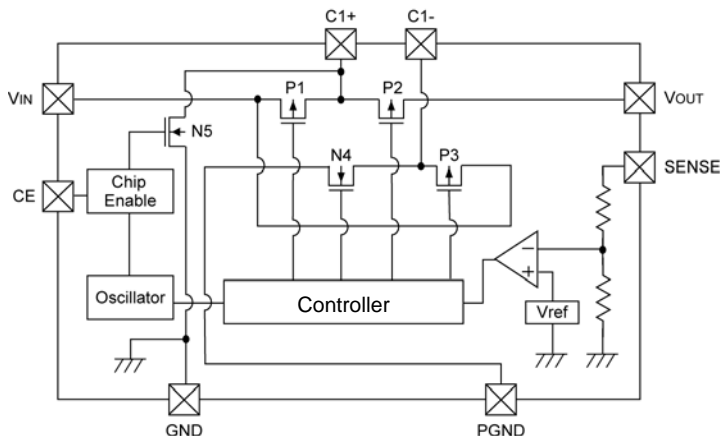 C1+ C1-
P1 P2
VIN VOUT
N5
N4 P3 SENSE
CE Chip
Enable
−
+
Oscillator Controller Vref
GND PGND